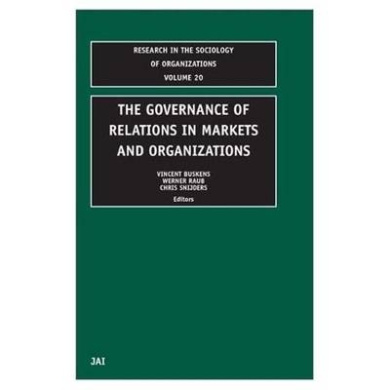 RESEARCH IN THE SOCIOLOGY
OF ORGANIZATIONS
VOLUME 20
THE GOVERNANCE OF
RELATIONS IN MARKETS
AND ORGANIZATIONS
VINCENT BUSKENS
WERNER RAUB
CHRIS SNIJDERS
Editors
JAI